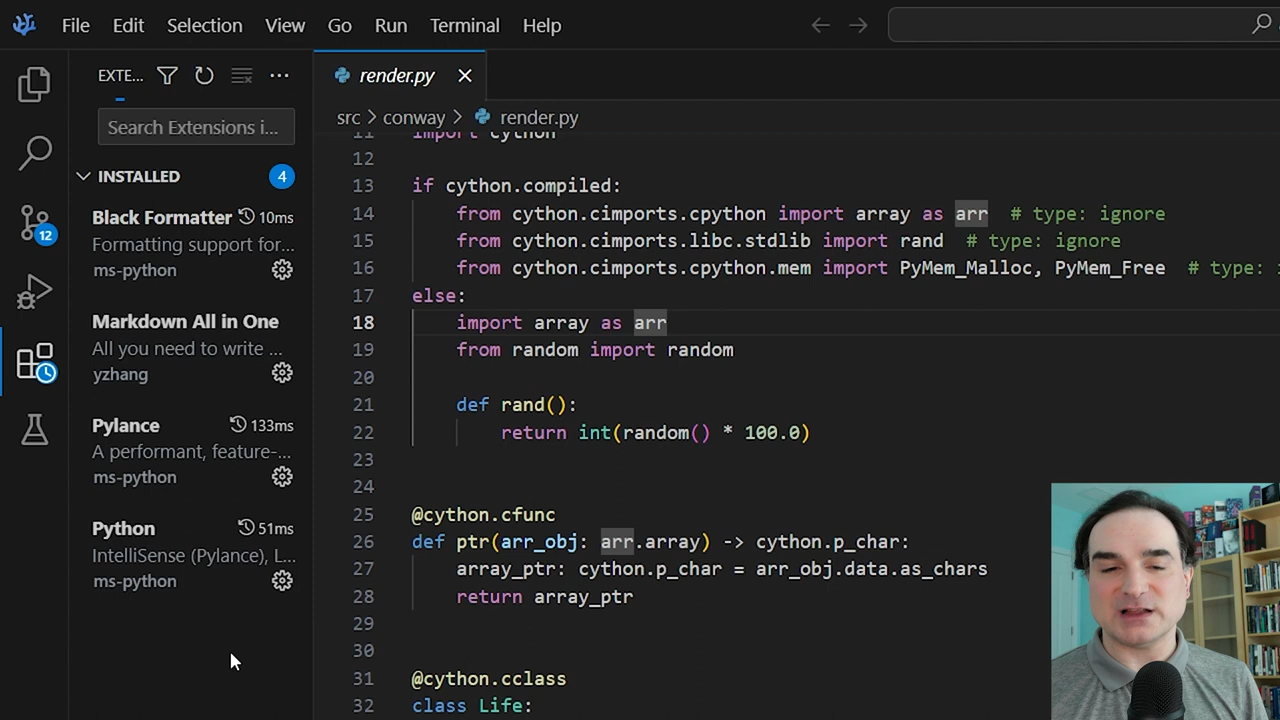 File Edit Selection View Go Run Terminal Help
EXTE...
render.py
Search Extensions i...
src > conway > render.py
INSTALLED 4
Black Formatter 10ms
Formatting support for...
ms-python
Markdown All in One
All you need to write ...
yzhang
Pylance 133ms
A performant, feature-...
ms-python
Python 51ms
IntelliSense (Pylance), L...
ms-python
12
11 import cython
12
13 if cython.compiled:
14 from cython.cimports.cpython import array as arr # type: ignore
15 from cython.cimports.libc.stdlib import rand # type: ignore
16 from cython.cimports.cpython.mem import PyMem_Malloc, PyMem_Free # type:
17 else:
18 import array as arr
19 from random import random
20
21 def rand():
22 return int(random() * 100.0)
23
24
25 @cython.cfunc
26 def ptr(arr_obj: arr.array) -> cython.p_char:
27 array_ptr: cython.p_char = arr_obj.data.as_chars
28 return array_ptr
29
30
31 @cython.cclass
32 class Life: